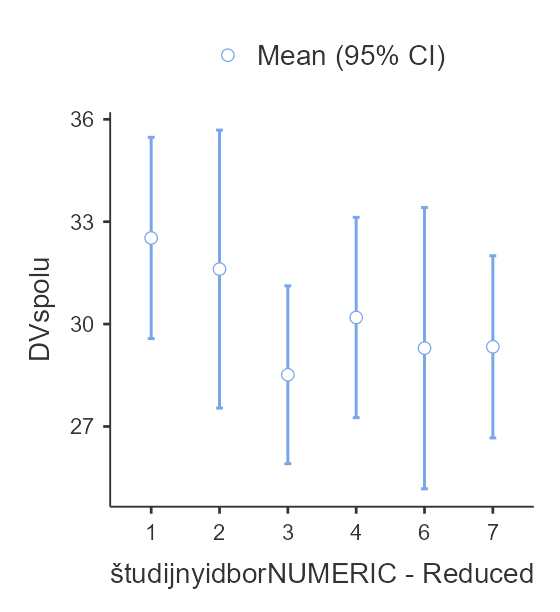 Mean (95% CI)
36
33
30
27
DVspolu
1 2 3 4 6 7
študijnyidborNUMERIC - Reduced